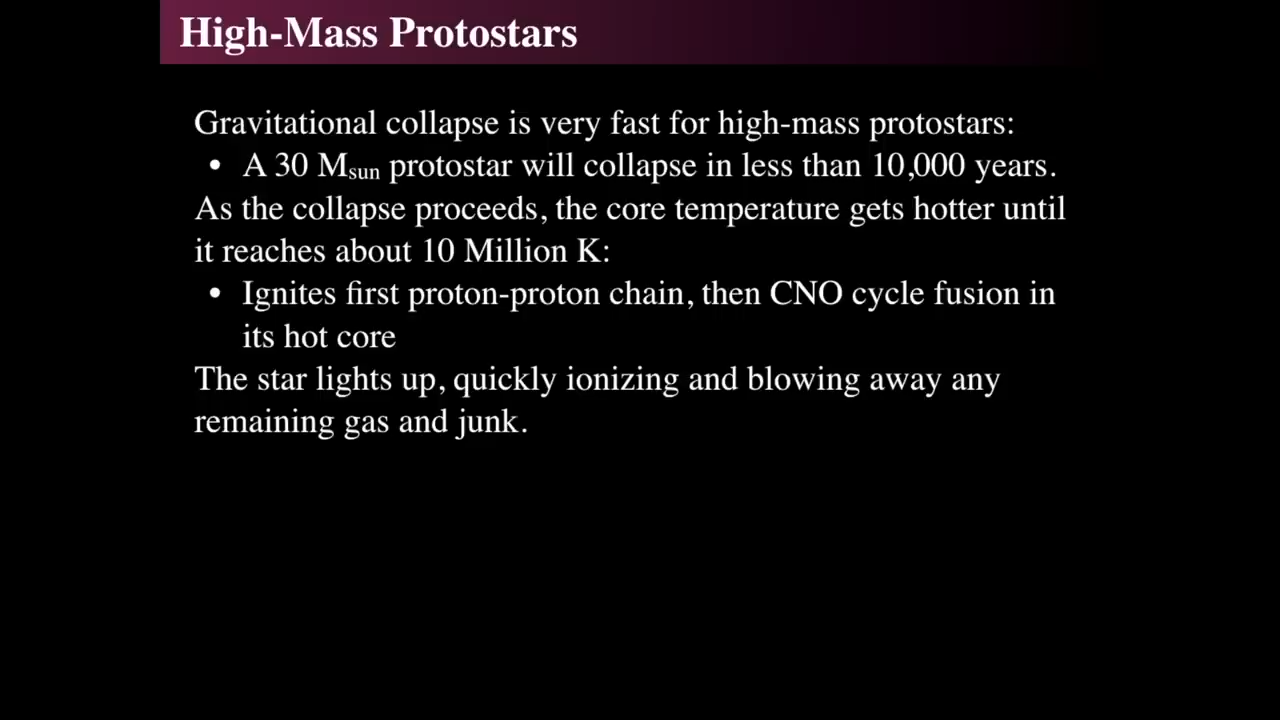 High-Mass Protostars
Gravitational collapse is very fast for high-mass protostars:
• A 30 Msun protostar will collapse in less than 10,000 years.
As the collapse proceeds, the core temperature gets hotter until
it reaches about 10 Million K:
• Ignites first proton-proton chain, then CNO cycle fusion in
its hot core
The star lights up, quickly ionizing and blowing away any
remaining gas and junk.